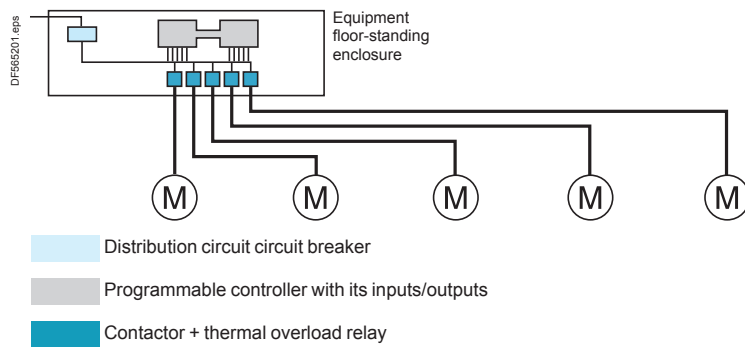 DF565201.eps
Equipment
floor-standing
enclosure
M M M M M
Distribution circuit circuit breaker
Programmable controller with its inputs/outputs
Contactor + thermal overload relay